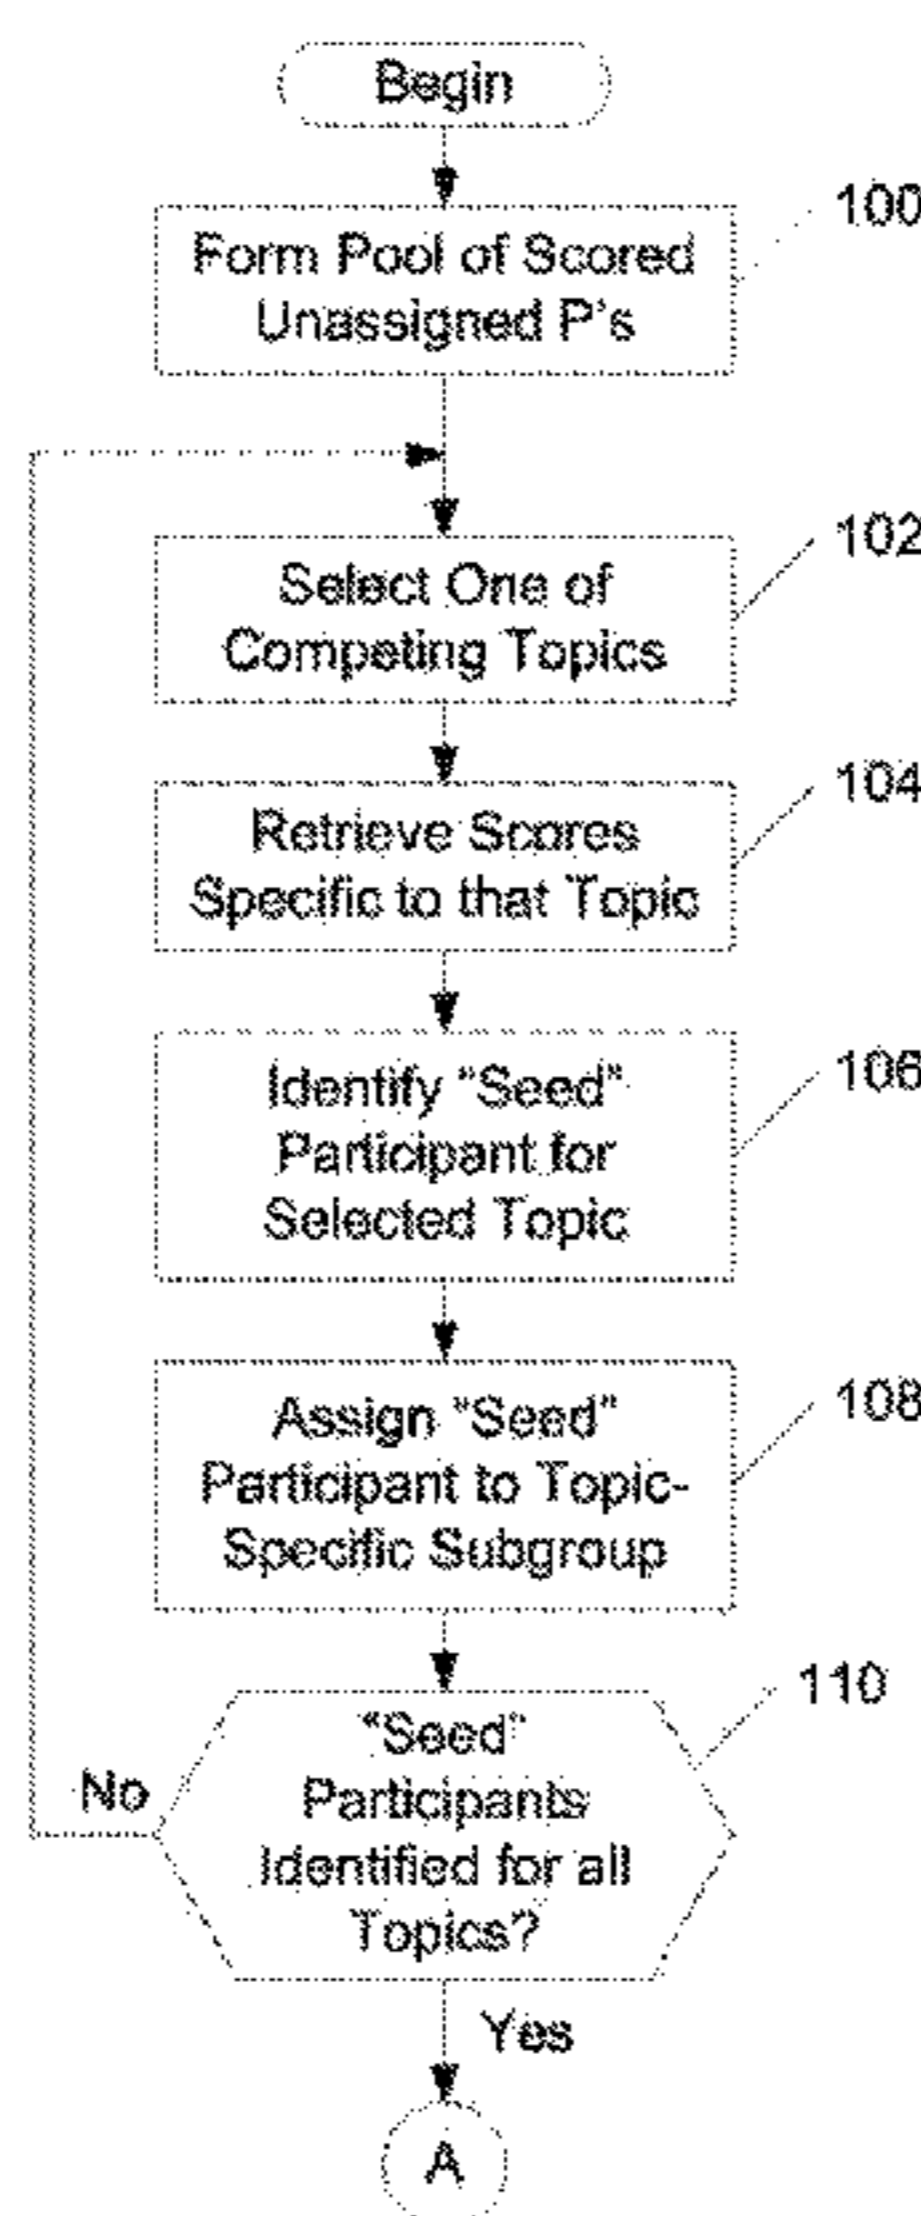 Begin
100
Form Pool of Scored
Unassigned P's
102
Select One of
Competing Topics
104
Retrieve Scores
Specific to that Topic
106
Identify "Seed"
Participant for
Selected Topic
108
Assign "Seed"
Participant to Topic-
Specific Subgroup
110
"Seed"
Participants
Identified for all
Topics?
No
Yes
A